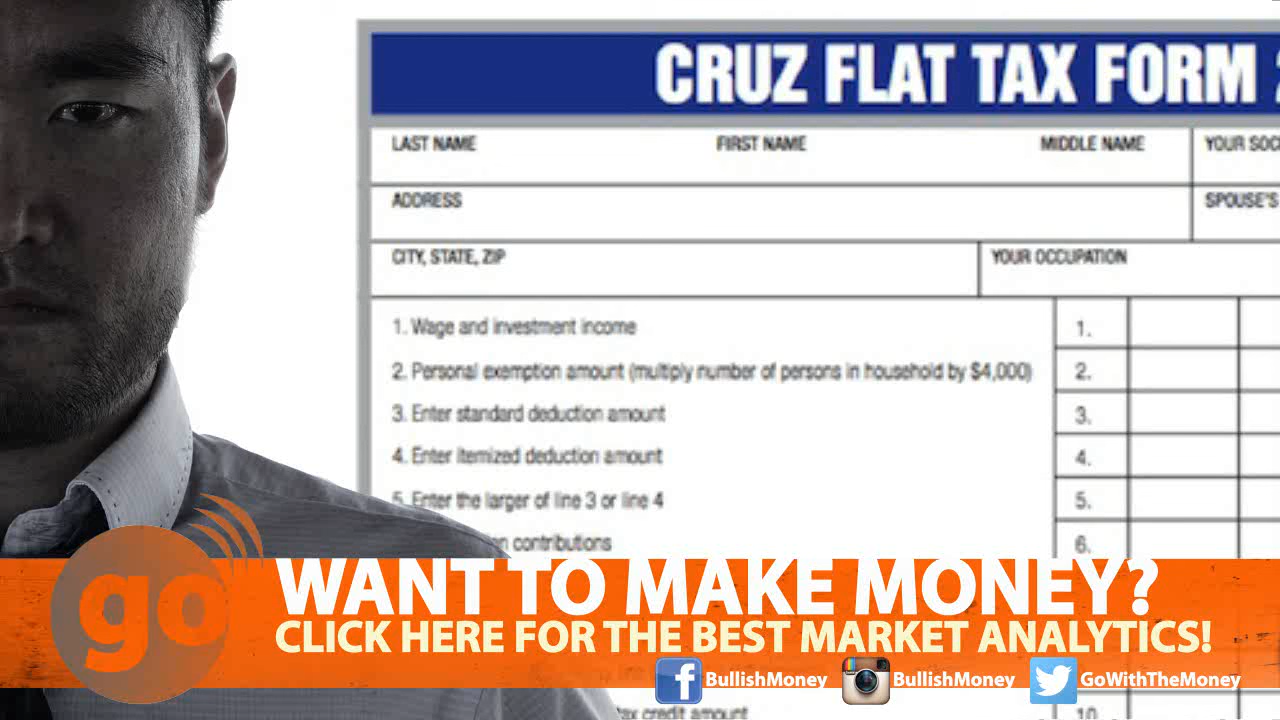 CRUZ FLAT TAX FORM
LAST NAME FIRST NAME MIDDLE NAME YOUR SOC
ADDRESS SPOUSE'S
CITY, STATE, ZIP YOUR OCCUPATION
1. Wage and investment income 1.
2. Personal exemption amount (multiply number of persons in household by $4,000) 2.
3. Enter standard deduction amount 3.
4. Enter itemized deduction amount 4.
5. Enter the larger of line 3 or line 4 5.
contributions 6.
go
WANT TO MAKE MONEY?
CLICK HERE FOR THE BEST MARKET ANALYTICS!
BullishMoney BullishMoney GoWithTheMoney
tax credit amount 10.